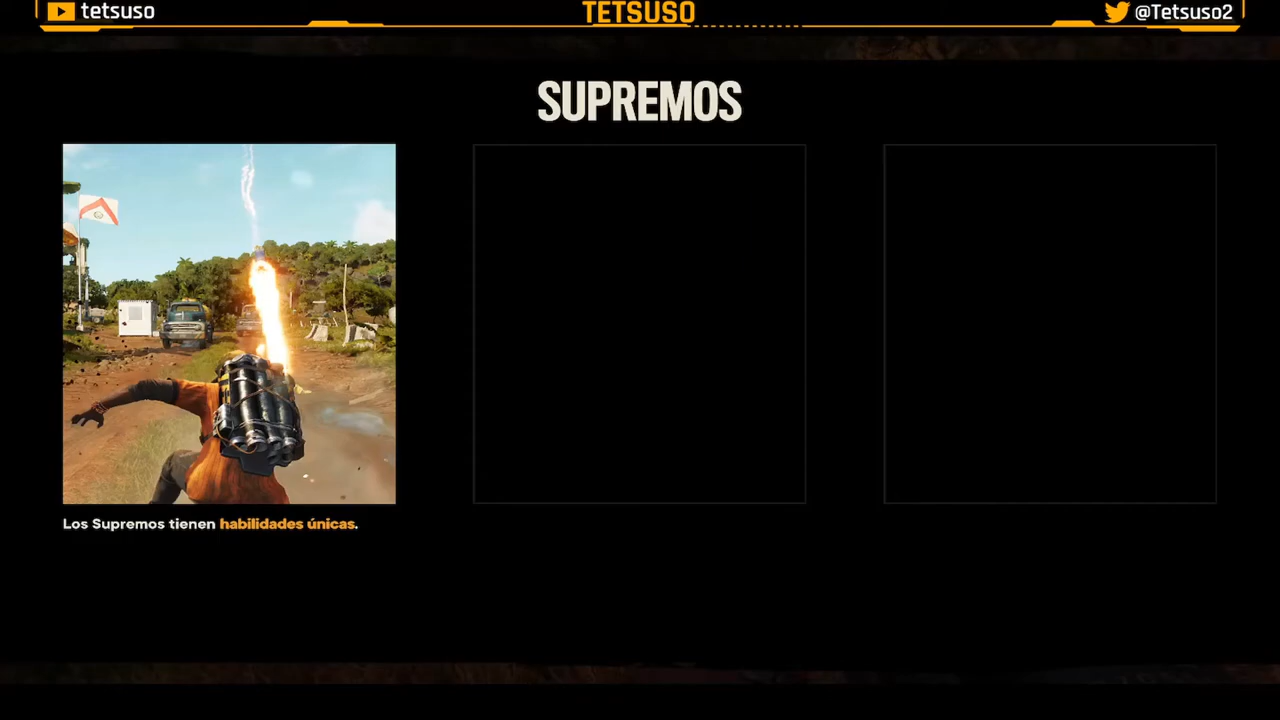 tetsuso
TETSUSO
@Tetsuso2
SUPREMOS
Los Supremos tienen habilidades únicas.